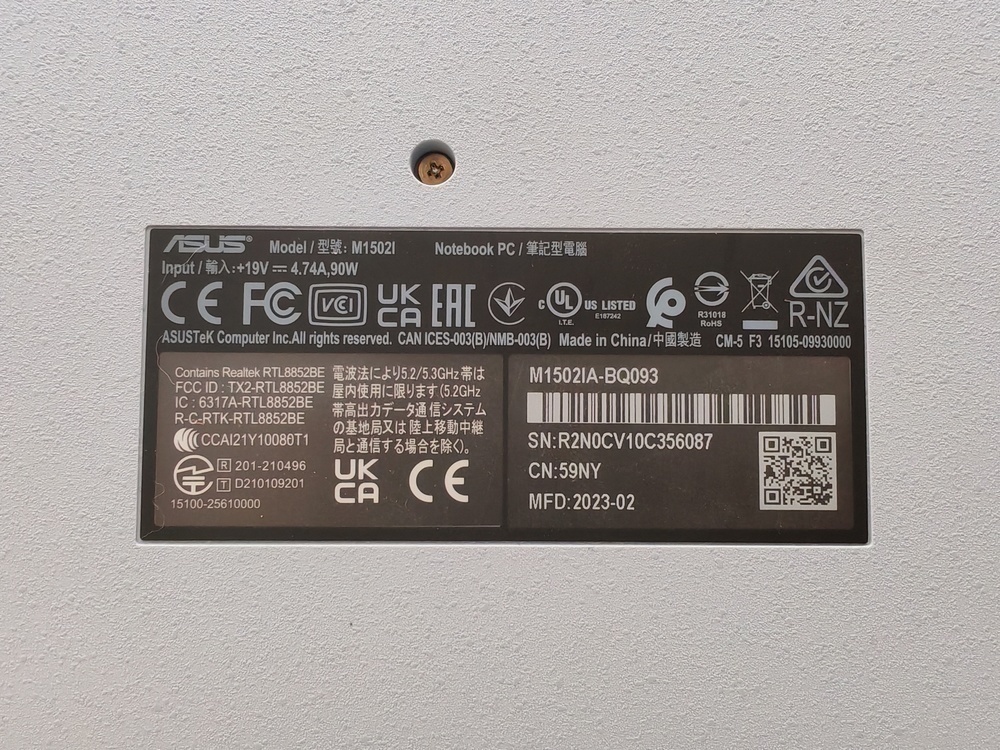 ASUS® Model / 型號: M1502I Notebook PC / 筆記型電腦
Input / 輸入:+19V ⎓ 4.74A,90W
CE FC VCI UK CA EAC c UL US LISTED I.T.E. E187242 R31018 RoHS R-NZ
ASUSTeK Computer Inc.All rights reserved. CAN ICES-003(B)/NMB-003(B) Made in China/中國製造 CM-5 F3 15105-09930000
Contains Realtek RTL8852BE
FCC ID : TX2-RTL8852BE
IC : 6317A-RTL8852BE
R-C-RTK-RTL8852BE
CCAI21Y10080T1
R 201-210496
T D210109201
15100-25610000
電波法により5.2/5.3GHz帯は
屋内使用に限ります(5.2GHz
帯高出力データ通信システム
の基地局又は陸上移動中継
局と通信する場合を除く)。
UK CA CE
M1502IA-BQ093
SN:R2N0CV10C356087
CN:59NY
MFD:2023-02